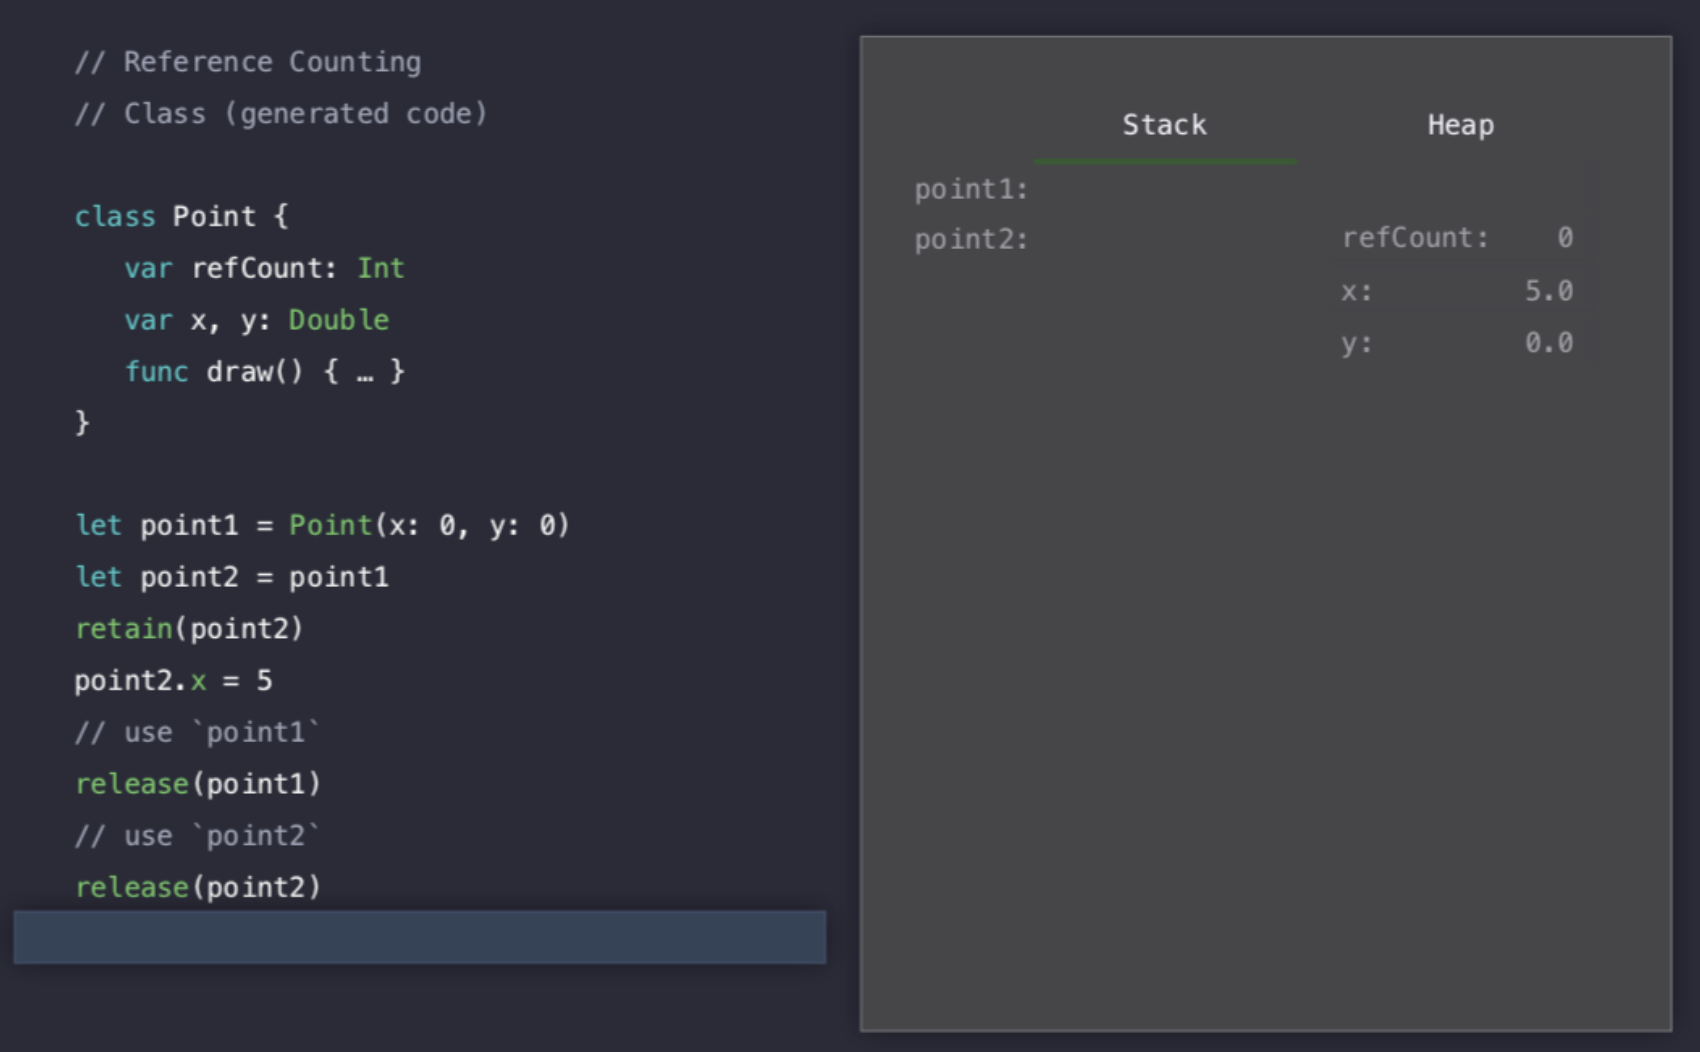 // Reference Counting
// Class (generated code)
class Point {
var refCount: Int
var x, y: Double
func draw() { … }
}
let point1 = Point(x: 0, y: 0)
let point2 = point1
retain(point2)
point2.x = 5
// use `point1`
release(point1)
// use `point2`
release(point2)
Stack Heap
point1:
point2:
refCount: 0
x: 5.0
y: 0.0